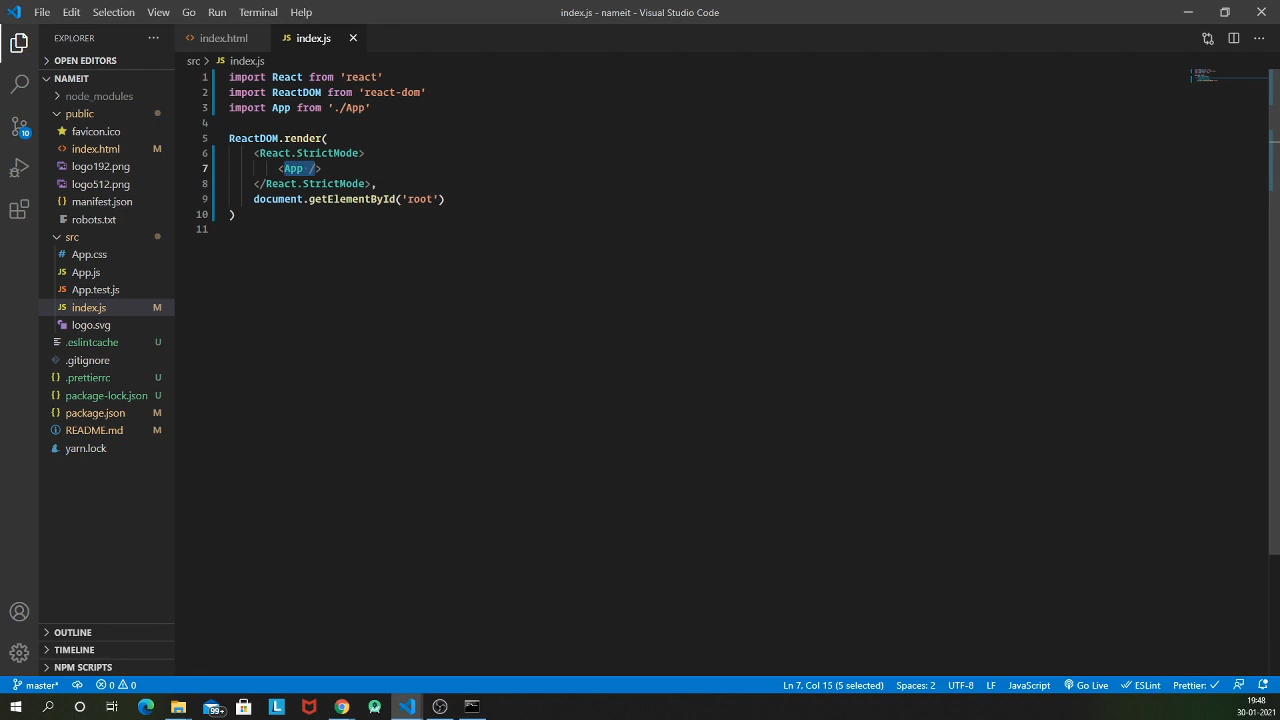 File Edit Selection View Go Run Terminal Help
index.js - nameit - Visual Studio Code
EXPLORER
index.html
index.js
OPEN EDITORS
src
index.js
NAMEIT
node_modules
public
favicon.ico
index.html
logo192.png
logo512.png
manifest.json
robots.txt
src
App.css
App.js
App.test.js
index.js M
logo.svg
.eslintcache U
.gitignore
.prettierrc U
package-lock.json U
package.json M
README.md M
yarn.lock
OUTLINE
TIMELINE
NPM SCRIPTS
10
1 import React from 'react'
2 import ReactDOM from 'react-dom'
3 import App from './App'
4
5 ReactDOM.render(
6 <React.StrictMode>
7 <App />
8 </React.StrictMode>,
9 document.getElementById('root')
10 )
11
master* 0 0
Ln 7, Col 15 (5 selected) Spaces: 2 UTF-8 LF JavaScript Go Live ESLint Prettier:
99+
19:48
30-01-2021